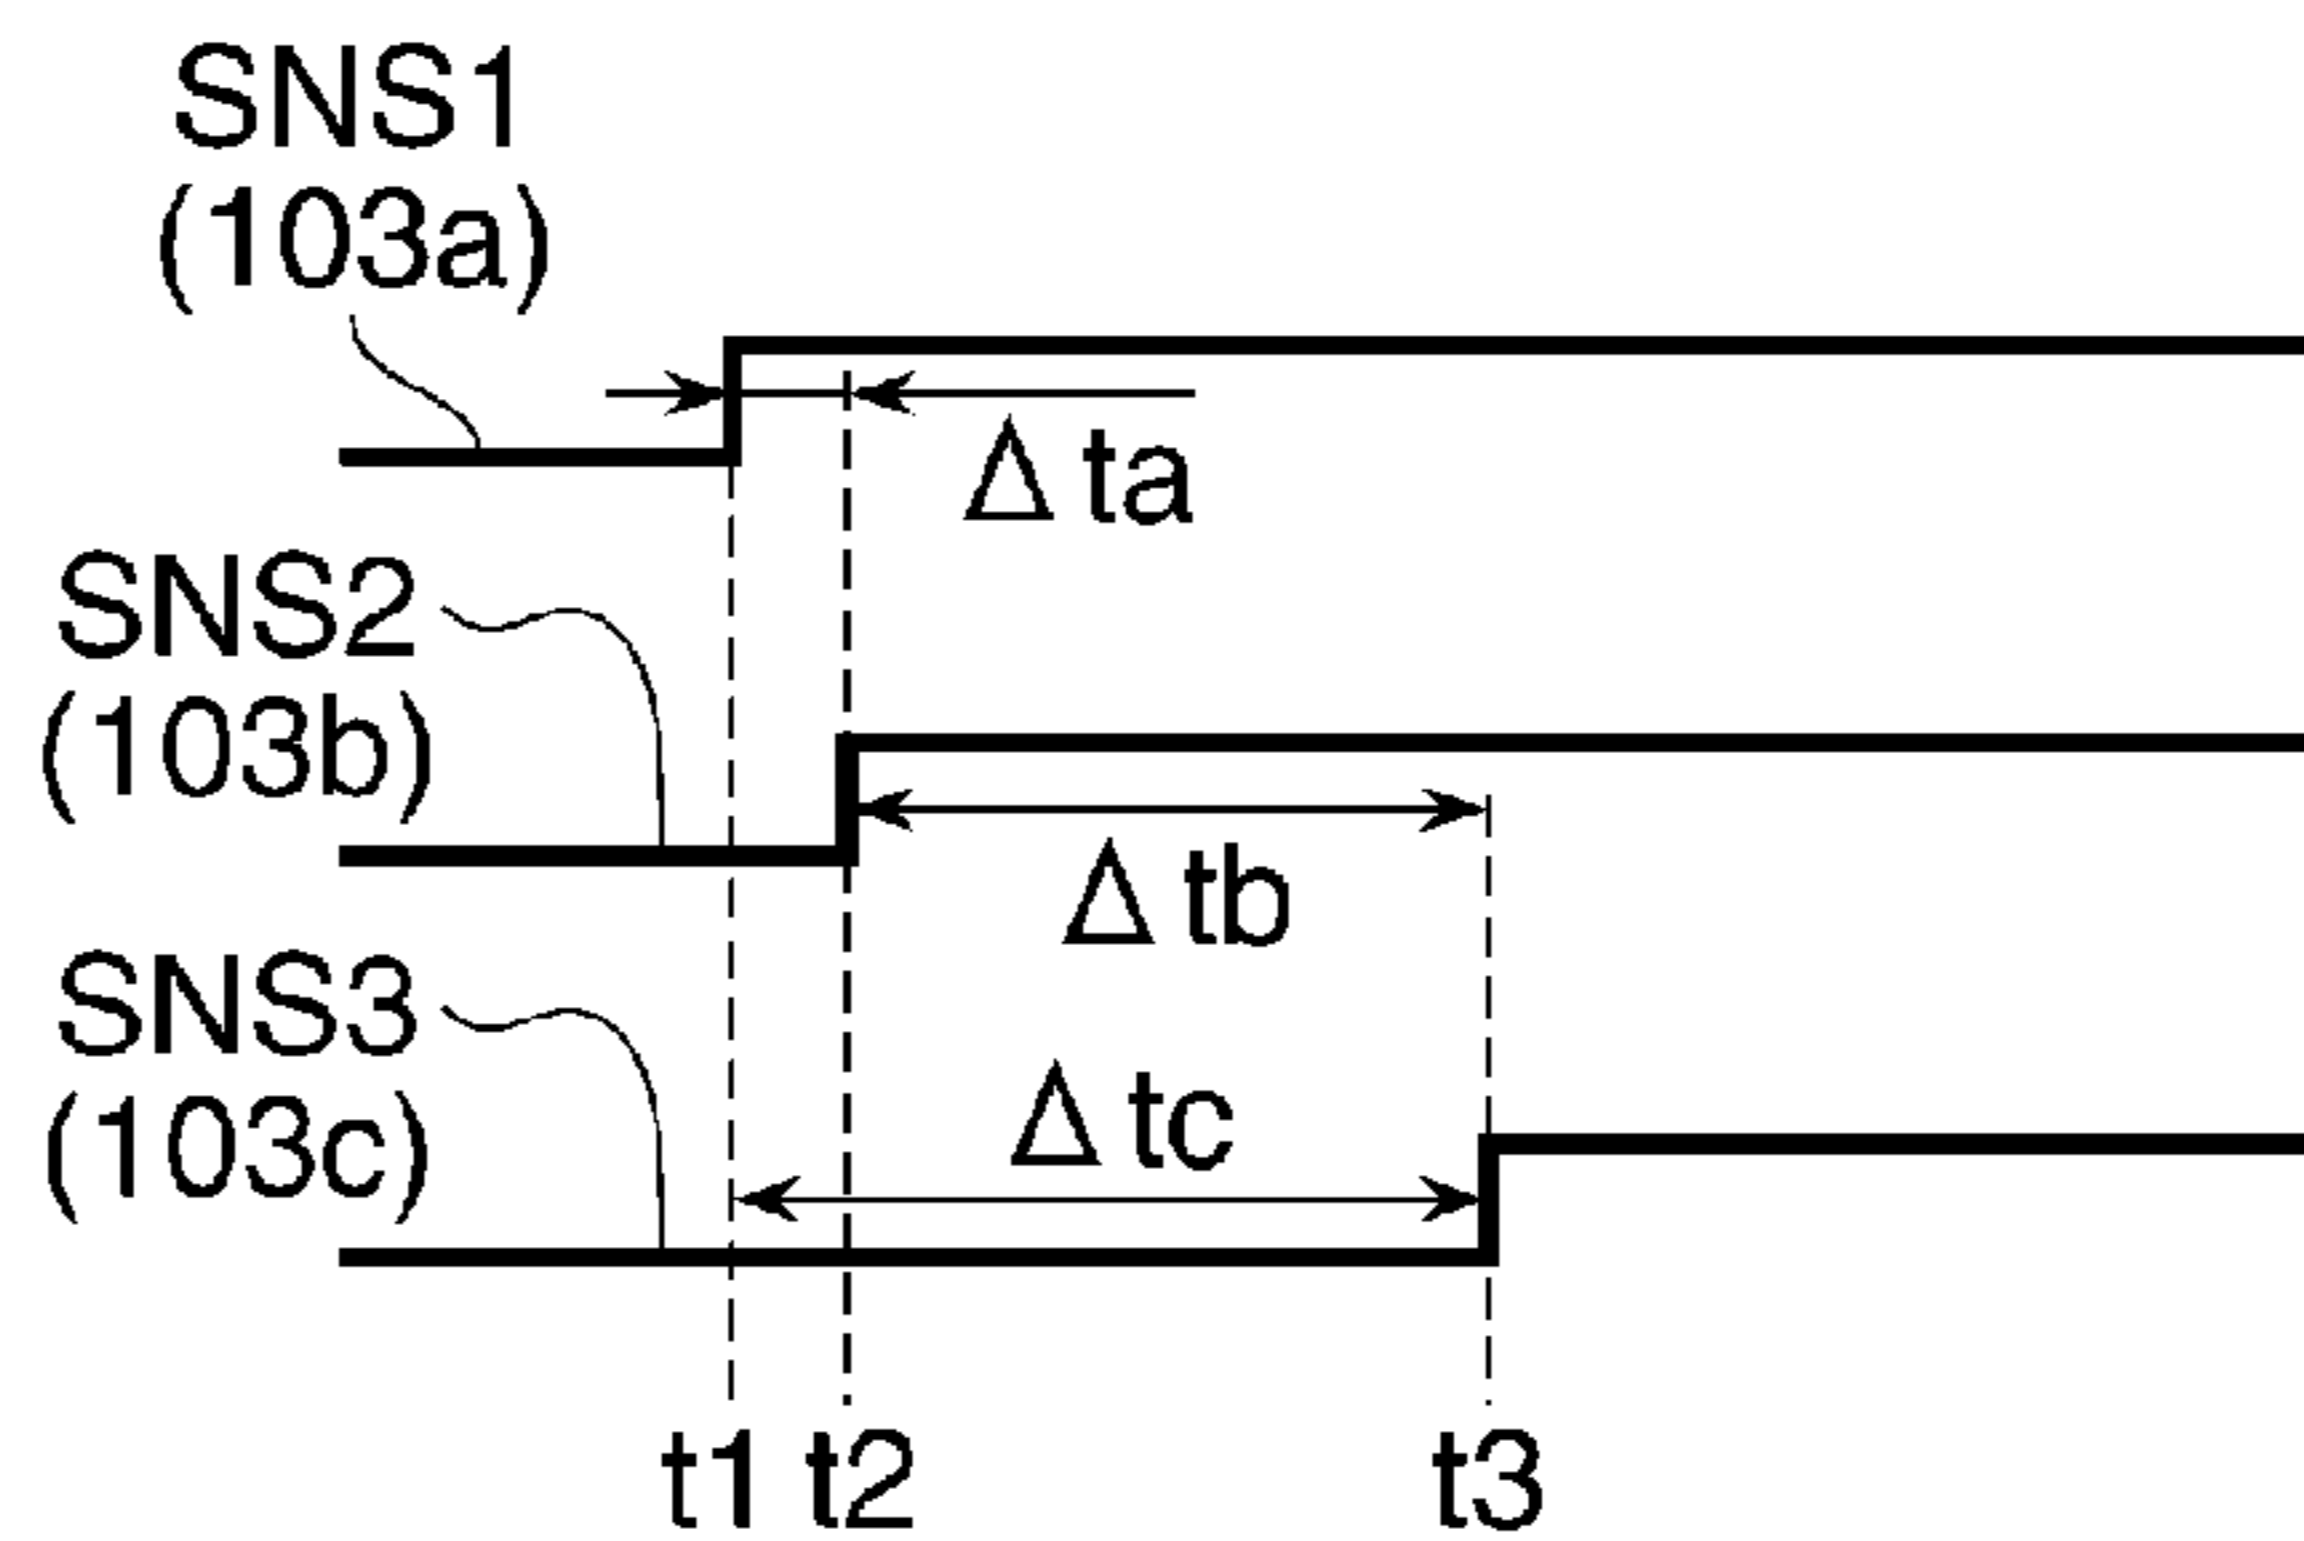 SNS1
(103a)
Δta
SNS2
(103b)
Δtb
SNS3
(103c)
Δtc
t1 t2 t3